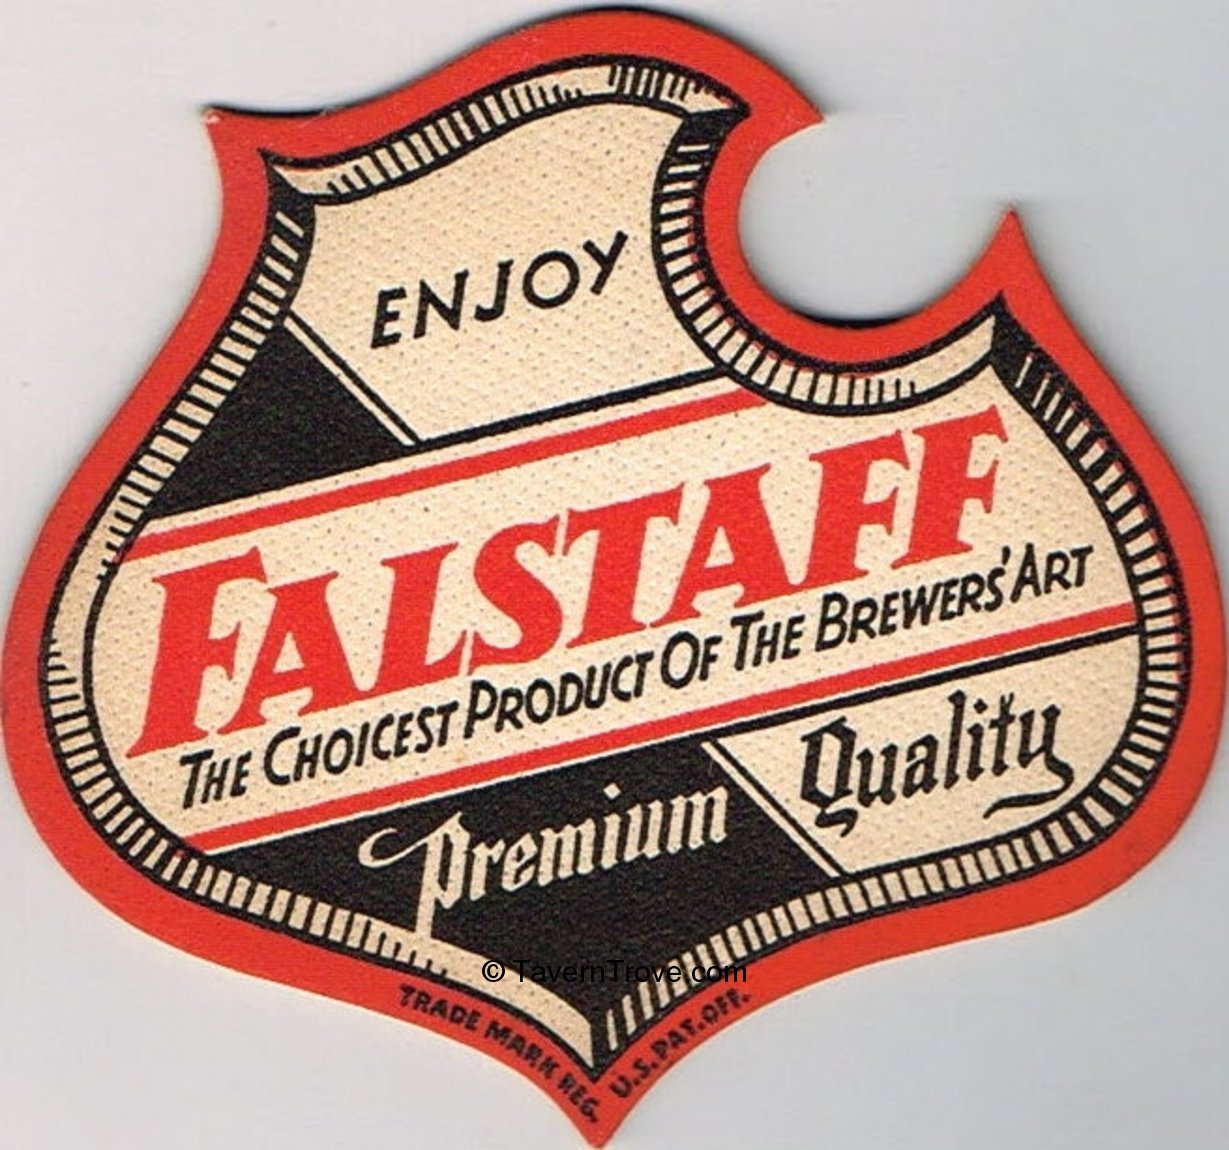 ENJOY
FALSTAFF
THE CHOICEST PRODUCT OF THE BREWERS' ART
Premium Quality
© TavernTrove.com
TRADE MARK REG. U.S. PAT. OFF.